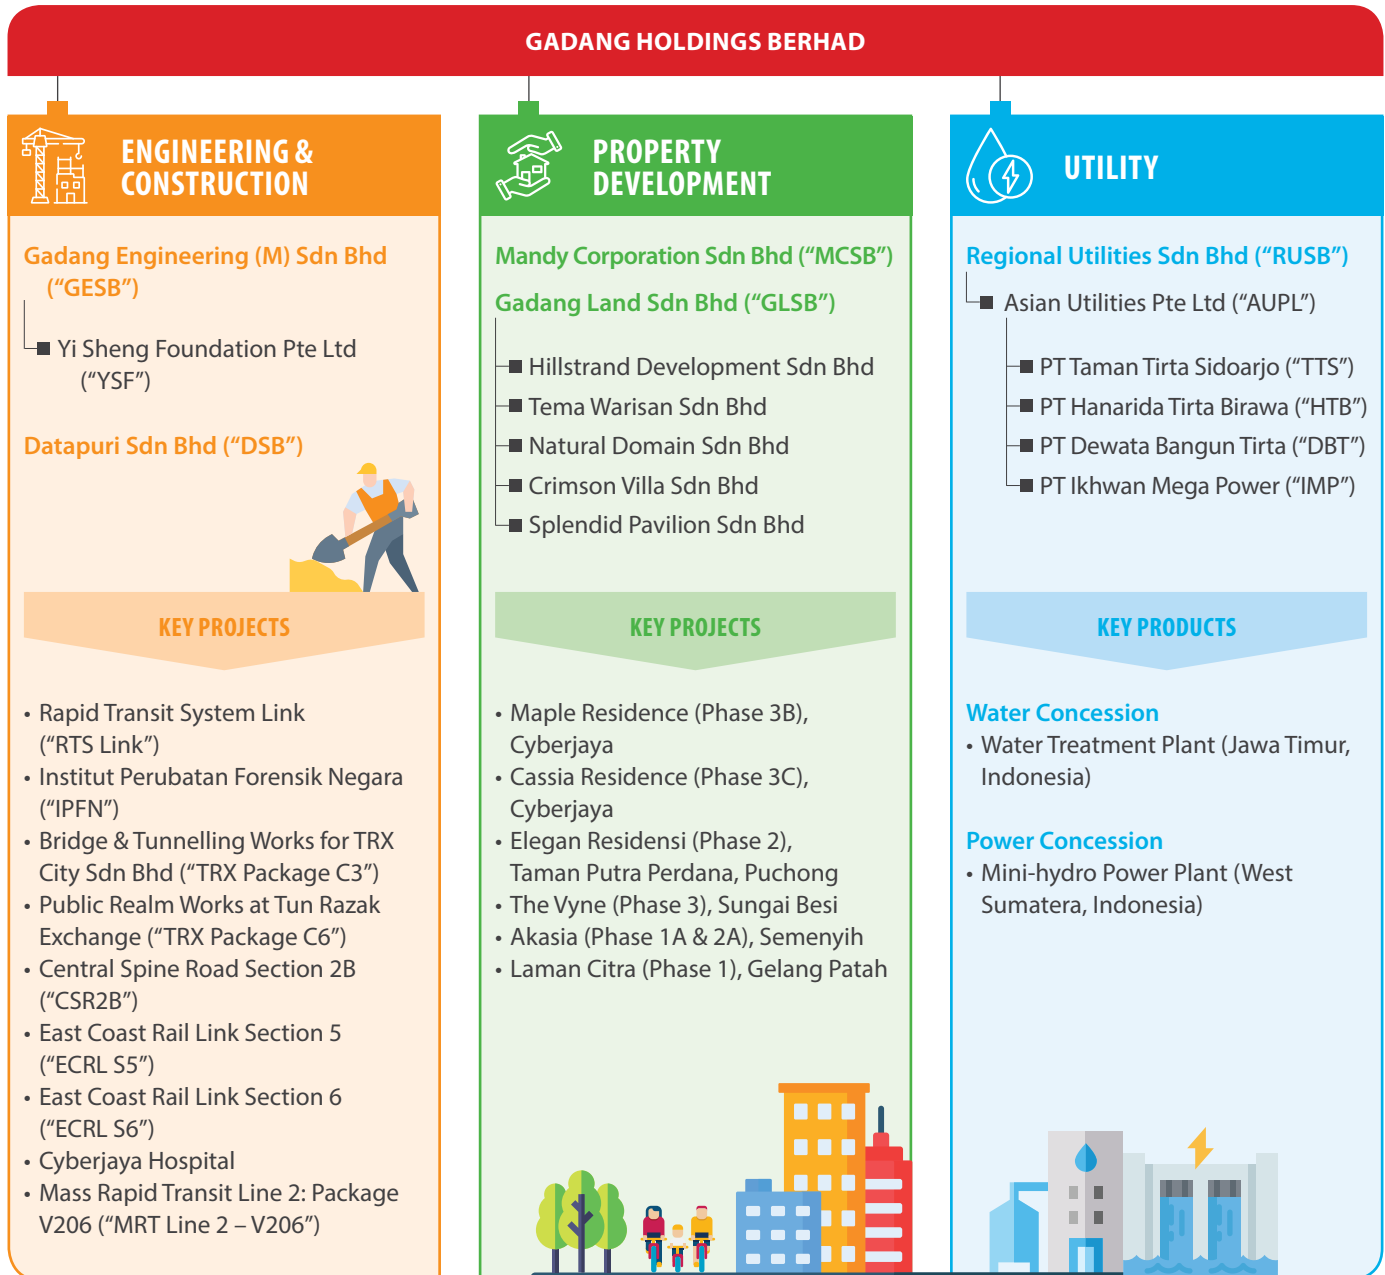 GADANG HOLDINGS BERHAD
ENGINEERING &
CONSTRUCTION
Gadang Engineering (M) Sdn Bhd
(“GESB”)
Yi Sheng Foundation Pte Ltd
(“YSF”)
Datapuri Sdn Bhd (“DSB”)
KEY PROJECTS
• Rapid Transit System Link
(“RTS Link”)
• Institut Perubatan Forensik Negara
(“IPFN”)
• Bridge & Tunnelling Works for TRX
City Sdn Bhd (“TRX Package C3”)
• Public Realm Works at Tun Razak
Exchange (“TRX Package C6”)
• Central Spine Road Section 2B
(“CSR2B”)
• East Coast Rail Link Section 5
(“ECRL S5”)
• East Coast Rail Link Section 6
(“ECRL S6”)
• Cyberjaya Hospital
• Mass Rapid Transit Line 2: Package
V206 (“MRT Line 2 – V206”)
PROPERTY
DEVELOPMENT
Mandy Corporation Sdn Bhd (“MCSB”)
Gadang Land Sdn Bhd (“GLSB”)
Hillstrand Development Sdn Bhd
Tema Warisan Sdn Bhd
Natural Domain Sdn Bhd
Crimson Villa Sdn Bhd
Splendid Pavilion Sdn Bhd
KEY PROJECTS
• Maple Residence (Phase 3B),
Cyberjaya
• Cassia Residence (Phase 3C),
Cyberjaya
• Elegan Residensi (Phase 2),
Taman Putra Perdana, Puchong
• The Vyne (Phase 3), Sungai Besi
• Akasia (Phase 1A & 2A), Semenyih
• Laman Citra (Phase 1), Gelang Patah
UTILITY
Regional Utilities Sdn Bhd (“RUSB”)
Asian Utilities Pte Ltd (“AUPL”)
PT Taman Tirta Sidoarjo (“TTS”)
PT Hanarida Tirta Birawa (“HTB”)
PT Dewata Bangun Tirta (“DBT”)
PT Ikhwan Mega Power (“IMP”)
KEY PRODUCTS
Water Concession
• Water Treatment Plant (Jawa Timur,
Indonesia)
Power Concession
• Mini-hydro Power Plant (West
Sumatera, Indonesia)